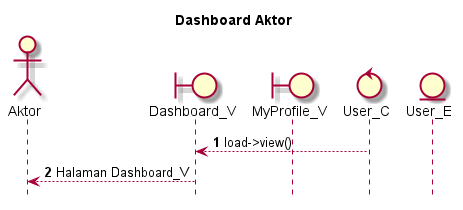 Dashboard Aktor
Aktor
Dashboard_V
MyProfile_V
User_C
User_E
1 load->view()
2 Halaman Dashboard_V